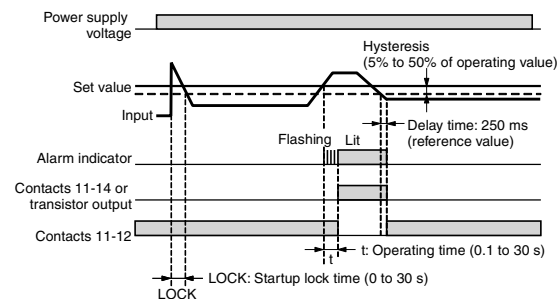 Power supply
voltage
Hysteresis
(5% to 50% of operating value)
Set value
Input
Flashing
Lit
Delay time: 250 ms
(reference value)
Alarm indicator
Contacts 11-14 or
transistor output
Contacts 11-12
t
t: Operating time (0.1 to 30 s)
LOCK: Startup lock time (0 to 30 s)
LOCK